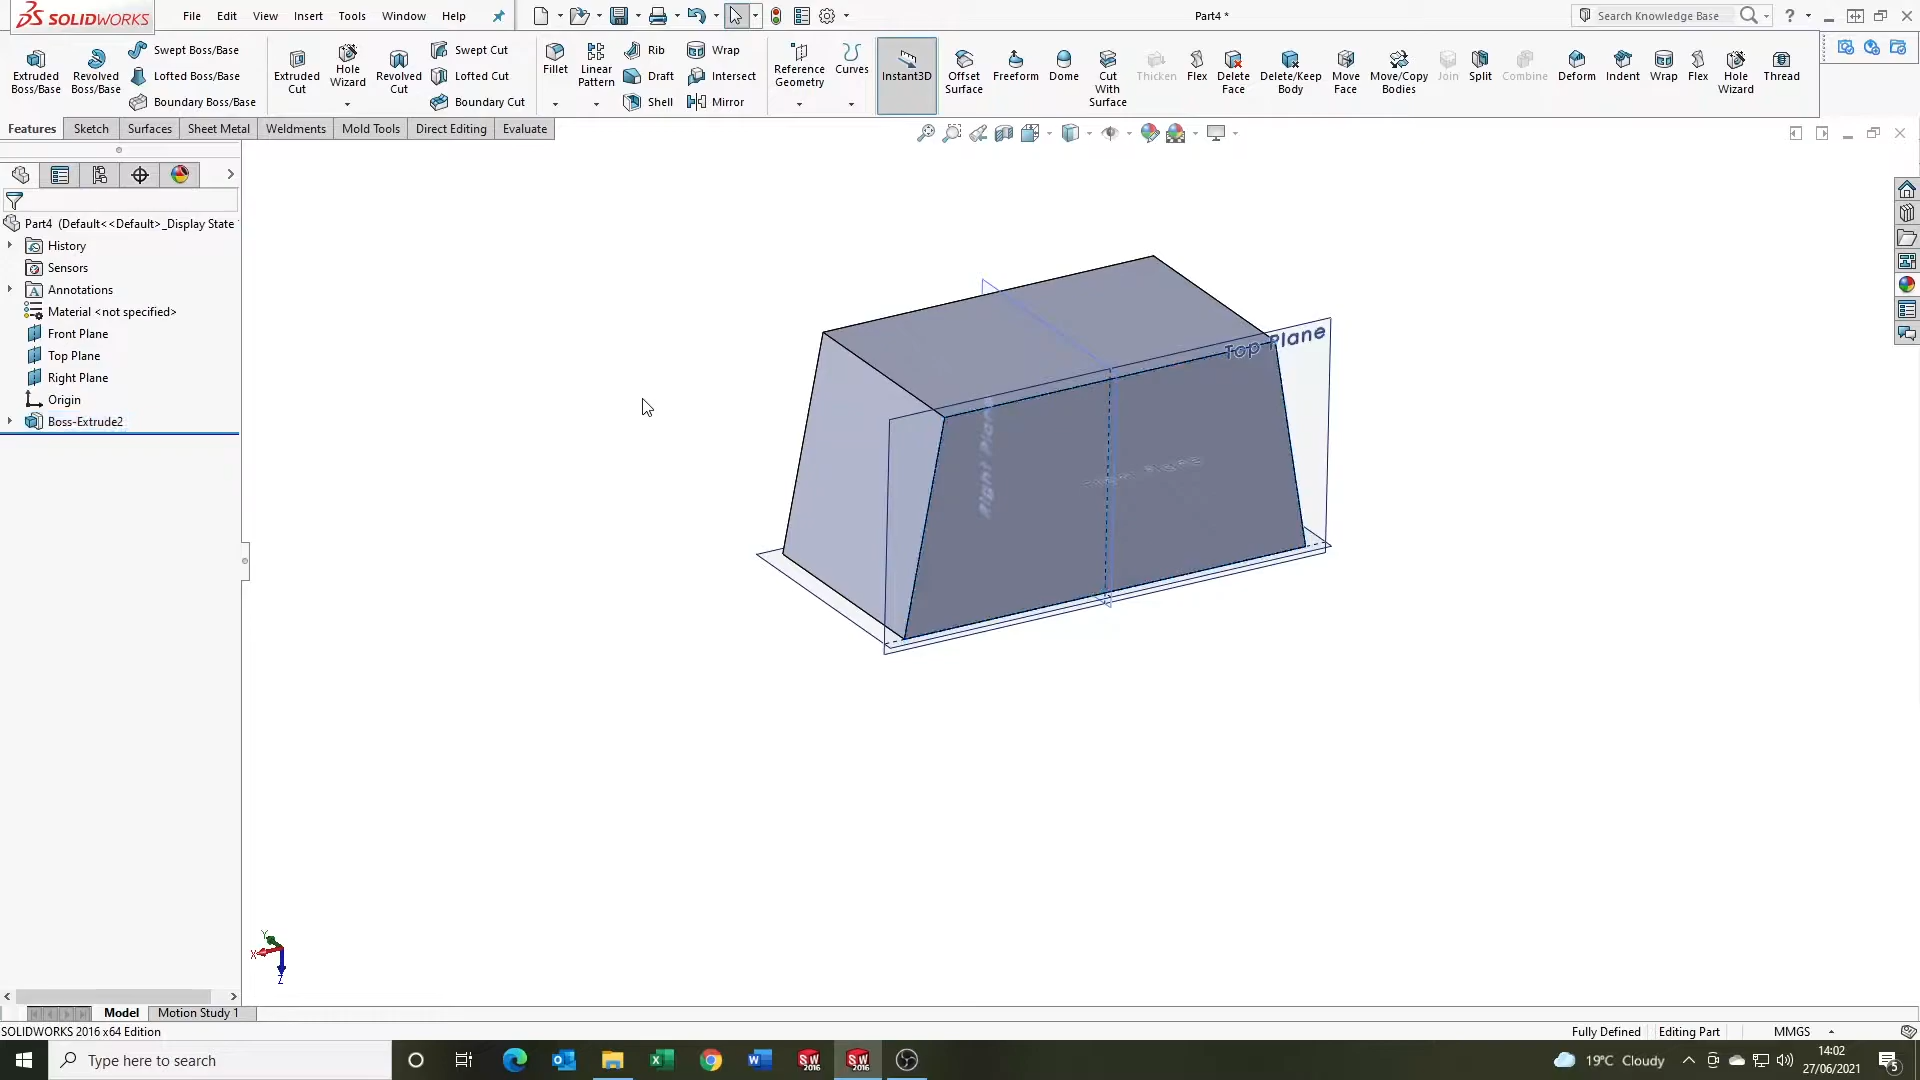 SOLIDWORKS
File Edit View Insert Tools Window Help
Part4 *
Search Knowledge Base
?
Extruded Boss/Base
Revolved Boss/Base
Swept Boss/Base
Lofted Boss/Base
Boundary Boss/Base
Extruded Cut
Hole Wizard
Revolved Cut
Swept Cut
Lofted Cut
Boundary Cut
Fillet
Linear Pattern
Rib
Draft
Shell
Wrap
Intersect
Mirror
Reference Geometry
Curves
Instant3D
Offset Surface
Freeform
Dome
Cut With Surface
Thicken
Flex
Delete Face
Delete/Keep Body
Move Face
Move/Copy Bodies
Join
Split
Combine
Deform
Indent
Wrap
Flex
Hole Wizard
Thread
Features Sketch Surfaces Sheet Metal Weldments Mold Tools Direct Editing Evaluate
Part4 (Default<<Default>_Display State
History
Sensors
Annotations
Material <not specified>
Front Plane
Top Plane
Right Plane
Origin
Boss-Extrude2
Top Plane
Right Plane
Y
X
Z
Model Motion Study 1
SOLIDWORKS 2016 x64 Edition
Fully Defined Editing Part MMGS
Type here to search
SW 2016
SW 2016
19°C Cloudy
14:02
27/06/2021
5